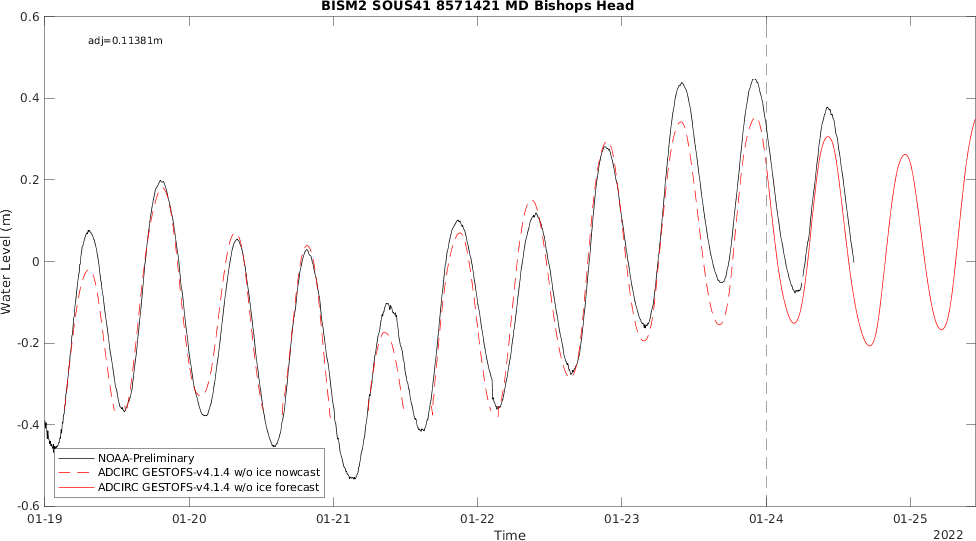 BISM2 SOUS41 8571421 MD Bishops Head
adj=0.11381m
0.6
0.4
0.2
0
-0.2
-0.4
-0.6
Water Level (m)
NOAA-Preliminary
ADCIRC GESTOFS-v4.1.4 w/o ice nowcast
ADCIRC GESTOFS-v4.1.4 w/o ice forecast
01-19 01-20 01-21 01-22 01-23 01-24 01-25
Time
2022